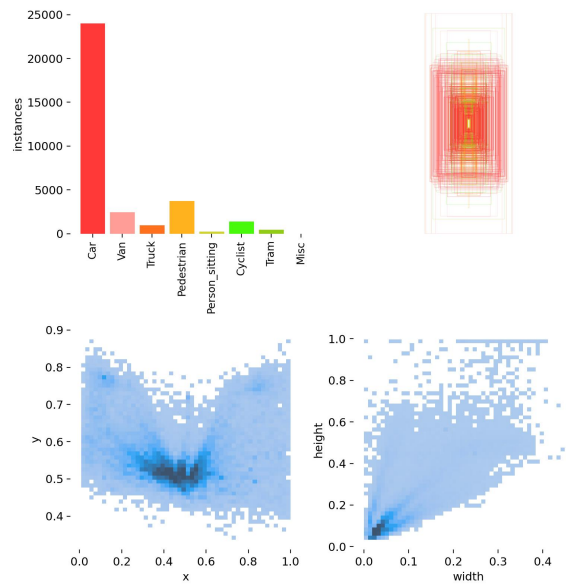 25000
20000
15000
10000
5000
0
instances
Car
Van
Truck
Pedestrian
Person_sitting
Cyclist
Tram
Misc
0.9
0.8
0.7
0.6
0.5
0.4
y
0.0 0.2 0.4 0.6 0.8 1.0
x
1.0
0.8
0.6
0.4
0.2
0.0
height
0.0 0.1 0.2 0.3 0.4
width